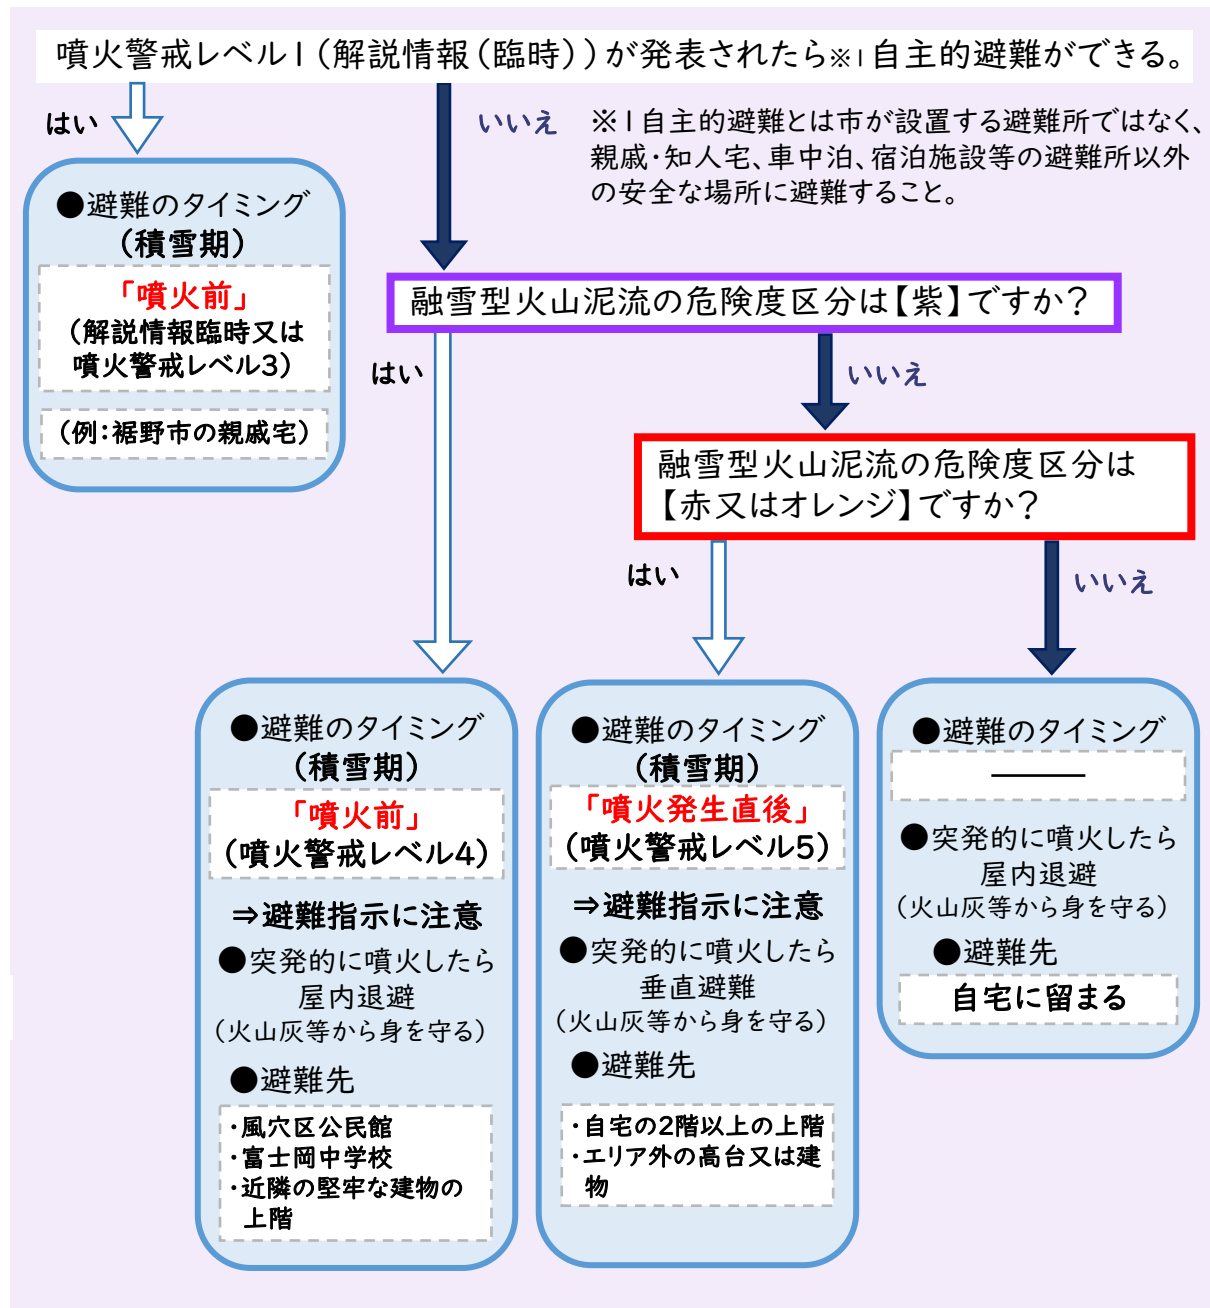 噴火警戒レベル1（解説情報（臨時））が発表されたら※1自主的避難ができる。
はい
いいえ
※1自主的避難とは市が設置する避難所ではなく、
親戚・知人宅、車中泊、宿泊施設等の避難所以外
の安全な場所に避難すること。
●避難のタイミング
（積雪期）
「噴火前」
（解説情報臨時又は
噴火警戒レベル3）
（例：裾野市の親戚宅）
融雪型火山泥流の危険度区分は【紫】ですか？
はい
いいえ
融雪型火山泥流の危険度区分は
【赤又はオレンジ】ですか？
はい
いいえ
●避難のタイミング
（積雪期）
「噴火前」
（噴火警戒レベル4）
⇒避難指示に注意
●突発的に噴火したら
屋内退避
（火山灰等から身を守る）
●避難先
・風穴区公民館
・富士岡中学校
・近隣の堅牢な建物の
上階
●避難のタイミング
（積雪期）
「噴火発生直後」
（噴火警戒レベル5）
⇒避難指示に注意
●突発的に噴火したら
垂直避難
（火山灰等から身を守る）
●避難先
・自宅の2階以上の上階
・エリア外の高台又は建
物
●避難のタイミング
―――
●突発的に噴火したら
屋内退避
（火山灰等から身を守る）
●避難先
自宅に留まる